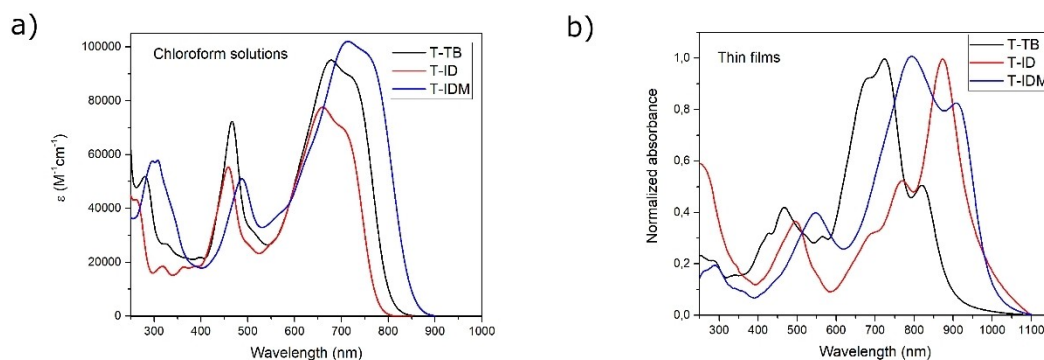 a)
Chloroform solutions
T-TB
T-ID
T-IDM
ε (M⁻¹cm⁻¹)
100000
80000
60000
40000
20000
0
300 400 500 600 700 800 900 1000
Wavelength (nm)
b)
Thin films
T-TB
T-ID
T-IDM
Normalized absorbance
1,0
0,8
0,6
0,4
0,2
0,0
300 400 500 600 700 800 900 1000 1100
Wavelength (nm)